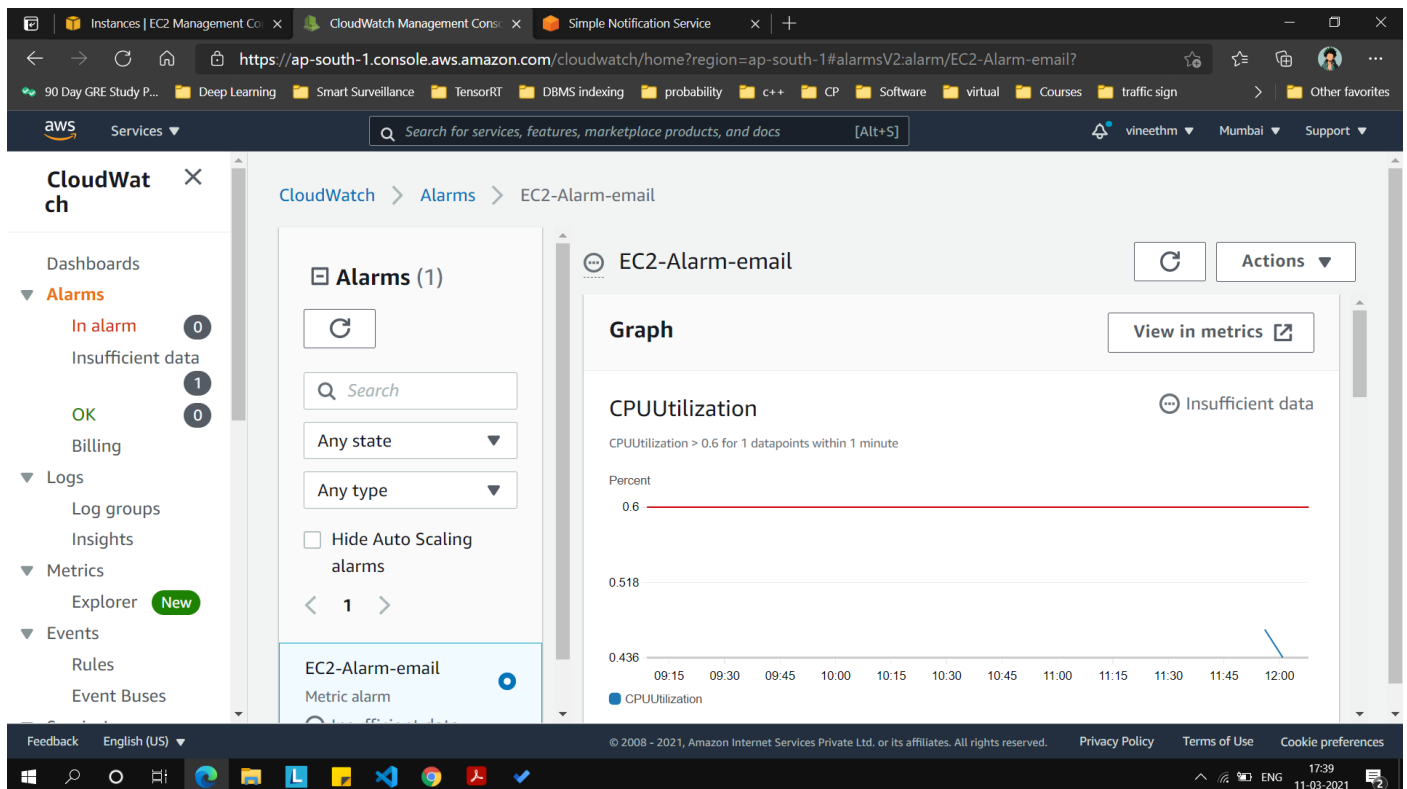 Instances | EC2 Management Co
CloudWatch Management Conso
Simple Notification Service
https://ap-south-1.console.aws.amazon.com/cloudwatch/home?region=ap-south-1#alarmsV2:alarm/EC2-Alarm-email?
90 Day GRE Study P...
Deep Learning
Smart Surveillance
TensorRT
DBMS indexing
probability
c++
CP
Software
virtual
Courses
traffic sign
Other favorites
aws
Services
Search for services, features, marketplace products, and docs
[Alt+S]
vineethm
Mumbai
Support
CloudWat
ch
Dashboards
Alarms
In alarm 0
Insufficient data
1
OK 0
Billing
Logs
Log groups
Insights
Metrics
Explorer New
Events
Rules
Event Buses
CloudWatch > Alarms > EC2-Alarm-email
Alarms (1)
Search
Any state
Any type
Hide Auto Scaling
alarms
1
EC2-Alarm-email
Metric alarm
Insufficient data
EC2-Alarm-email
Actions
Graph
View in metrics
CPUUtilization
Insufficient data
CPUUtilization > 0.6 for 1 datapoints within 1 minute
Percent
0.6
0.518
0.436
09:15 09:30 09:45 10:00 10:15 10:30 10:45 11:00 11:15 11:30 11:45 12:00
CPUUtilization
Feedback
English (US)
© 2008 - 2021, Amazon Internet Services Private Ltd. or its affiliates. All rights reserved.
Privacy Policy
Terms of Use
Cookie preferences
L
ENG
17:39
11-03-2021
2